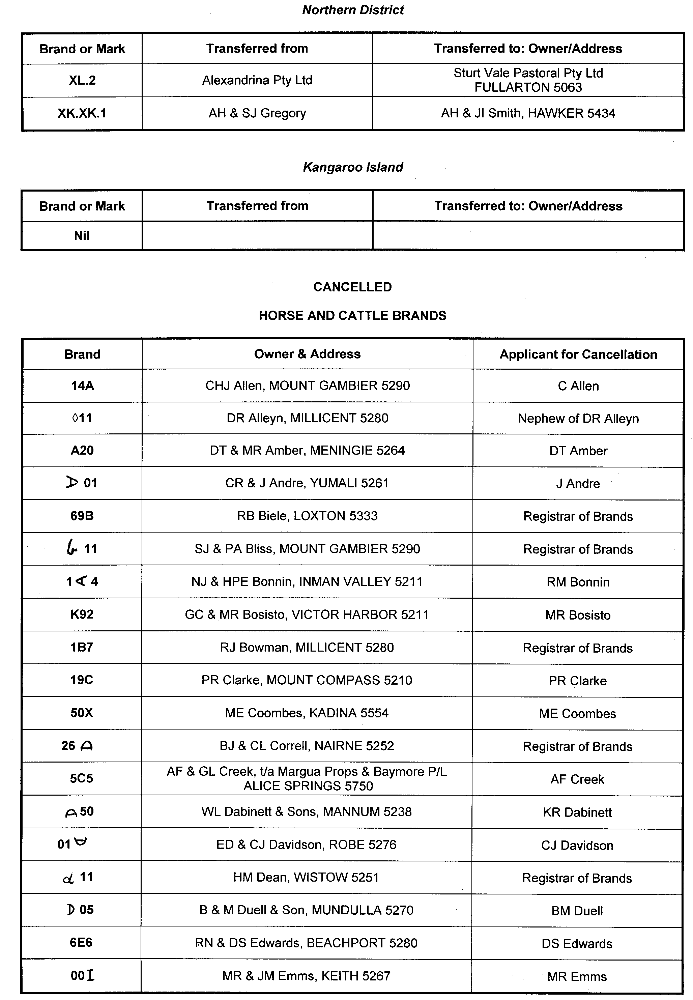 Northern District
Brand or Mark Transferred from Transferred to: Owner/Address
XL.2 Alexandrina Pty Ltd Sturt Vale Pastoral Pty Ltd
FULLARTON 5063
XK.XK.1 AH & SJ Gregory AH & JI Smith, HAWKER 5434
Kangaroo Island
Brand or Mark Transferred from Transferred to: Owner/Address
Nil
CANCELLED
HORSE AND CATTLE BRANDS
Brand Owner & Address Applicant for Cancellation
14A CHJ Allen, MOUNT GAMBIER 5290 C Allen
◊11 DR Alleyn, MILLICENT 5280 Nephew of DR Alleyn
A20 DT & MR Amber, MENINGIE 5264 DT Amber
01 CR & J Andre, YUMALI 5261 J Andre
69B RB Biele, LOXTON 5333 Registrar of Brands
11 SJ & PA Bliss, MOUNT GAMBIER 5290 Registrar of Brands
1 4 NJ & HPE Bonnin, INMAN VALLEY 5211 RM Bonnin
K92 GC & MR Bosisto, VICTOR HARBOR 5211 MR Bosisto
1B7 RJ Bowman, MILLICENT 5280 Registrar of Brands
19C PR Clarke, MOUNT COMPASS 5210 PR Clarke
50X ME Coombes, KADINA 5554 ME Coombes
26 BJ & CL Correll, NAIRNE 5252 Registrar of Brands
5C5 AF & GL Creek, t/a Margua Props & Baymore P/L AF Creek
ALICE SPRINGS 5750
50 WL Dabinett & Sons, MANNUM 5238 KR Dabinett
01 ED & CJ Davidson, ROBE 5276 CJ Davidson
11 HM Dean, WISTOW 5251 Registrar of Brands
D 05 B & M Duell & Son, MUNDULLA 5270 BM Duell
6E6 RN & DS Edwards, BEACHPORT 5280 DS Edwards
00I MR & JM Emms, KEITH 5267 MR Emms